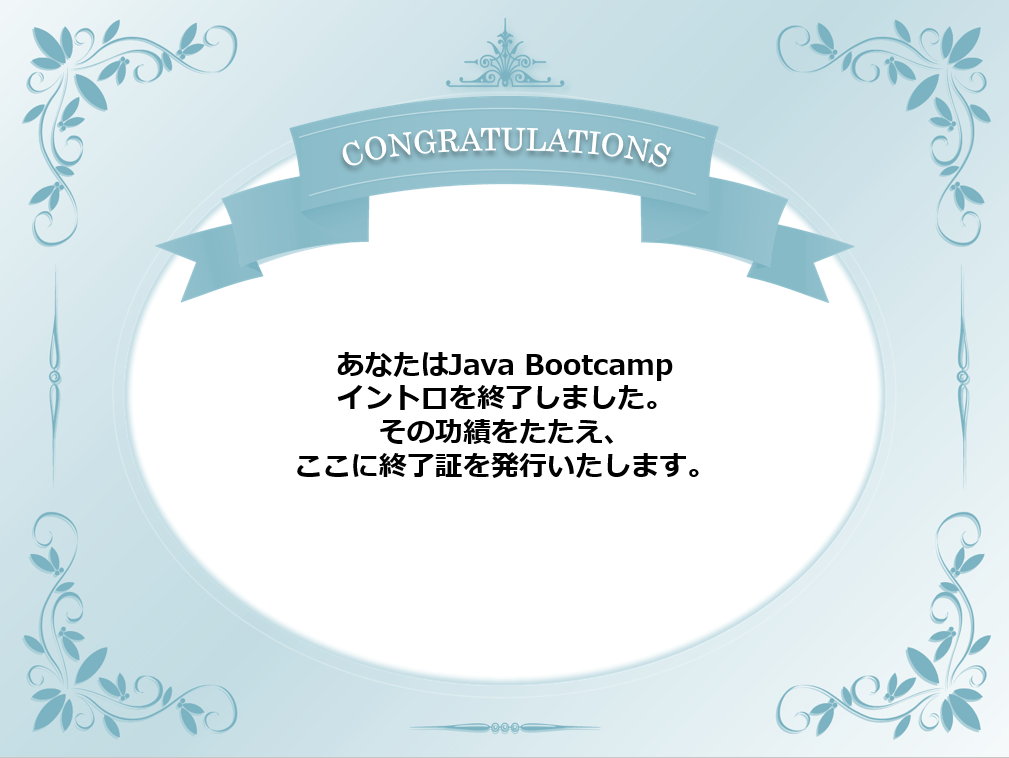 CONGRATULATIONS
あなたはJava Bootcamp
イントロを終了しました。
その功績をたたえ、
ここに終了証を発行いたします。